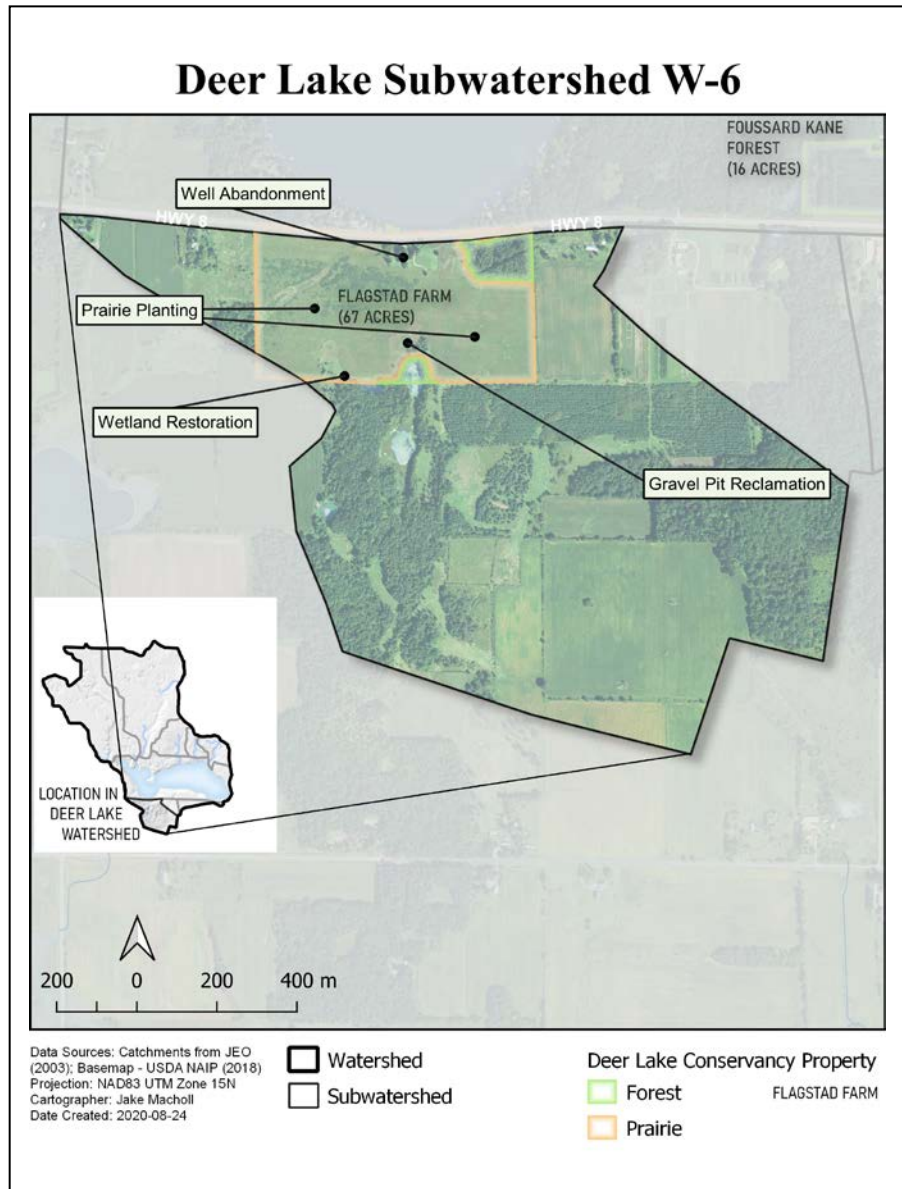 Deer Lake Subwatershed W-6
FOUSSARD KANE
FOREST
(16 ACRES)
Well Abandonment
HWY 8
HWY 8
Prairie Planting
FLAGSTAD FARM
(67 ACRES)
Wetland Restoration
Gravel Pit Reclamation
LOCATION IN
DEER LAKE
WATERSHED
200 0 200 400 m
Data Sources: Catchments from JEO
(2003); Basemap - USDA NAIP (2018)
Projection: NAD83 UTM Zone 15N
Cartographer: Jake Macholl
Date Created: 2020-08-24
Watershed
Subwatershed
Deer Lake Conservancy Property
Forest
FLAGSTAD FARM
Prairie